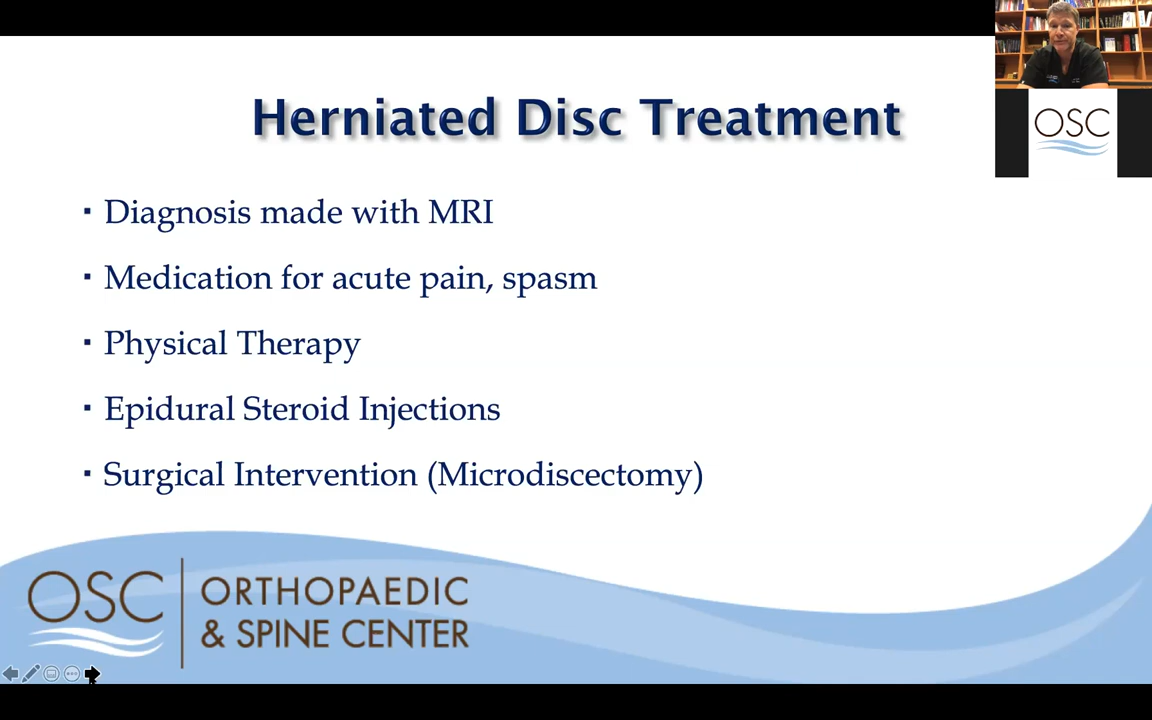 Herniated Disc Treatment
▪ Diagnosis made with MRI
▪ Medication for acute pain, spasm
▪ Physical Therapy
▪ Epidural Steroid Injections
▪ Surgical Intervention (Microdiscectomy)
OSC
OSC
ORTHOPAEDIC
& SPINE CENTER